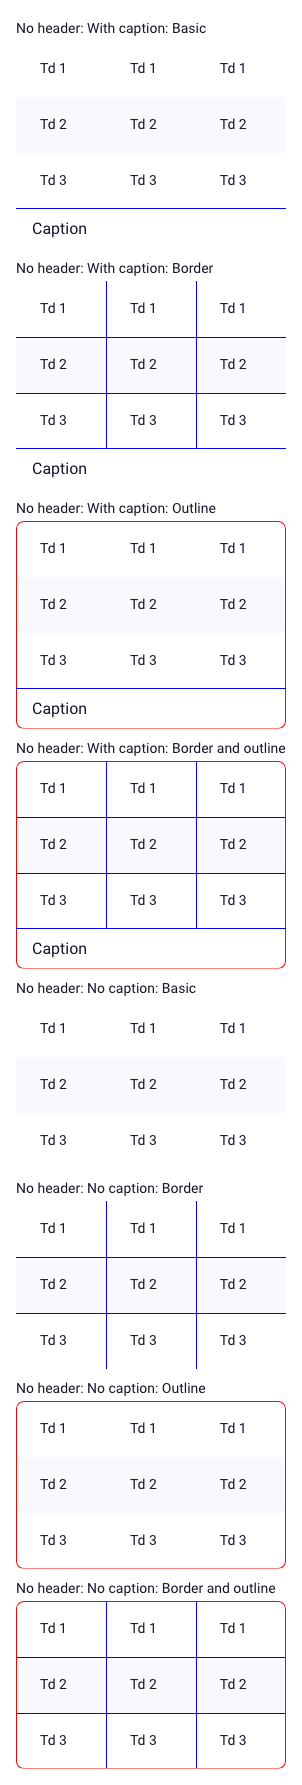 No header: With caption: Basic
Td 1 Td 1 Td 1
Td 2 Td 2 Td 2
Td 3 Td 3 Td 3
Caption
No header: With caption: Border
Td 1 Td 1 Td 1
Td 2 Td 2 Td 2
Td 3 Td 3 Td 3
Caption
No header: With caption: Outline
Td 1 Td 1 Td 1
Td 2 Td 2 Td 2
Td 3 Td 3 Td 3
Caption
No header: With caption: Border and outline
Td 1 Td 1 Td 1
Td 2 Td 2 Td 2
Td 3 Td 3 Td 3
Caption
No header: No caption: Basic
Td 1 Td 1 Td 1
Td 2 Td 2 Td 2
Td 3 Td 3 Td 3
No header: No caption: Border
Td 1 Td 1 Td 1
Td 2 Td 2 Td 2
Td 3 Td 3 Td 3
No header: No caption: Outline
Td 1 Td 1 Td 1
Td 2 Td 2 Td 2
Td 3 Td 3 Td 3
No header: No caption: Border and outline
Td 1 Td 1 Td 1
Td 2 Td 2 Td 2
Td 3 Td 3 Td 3